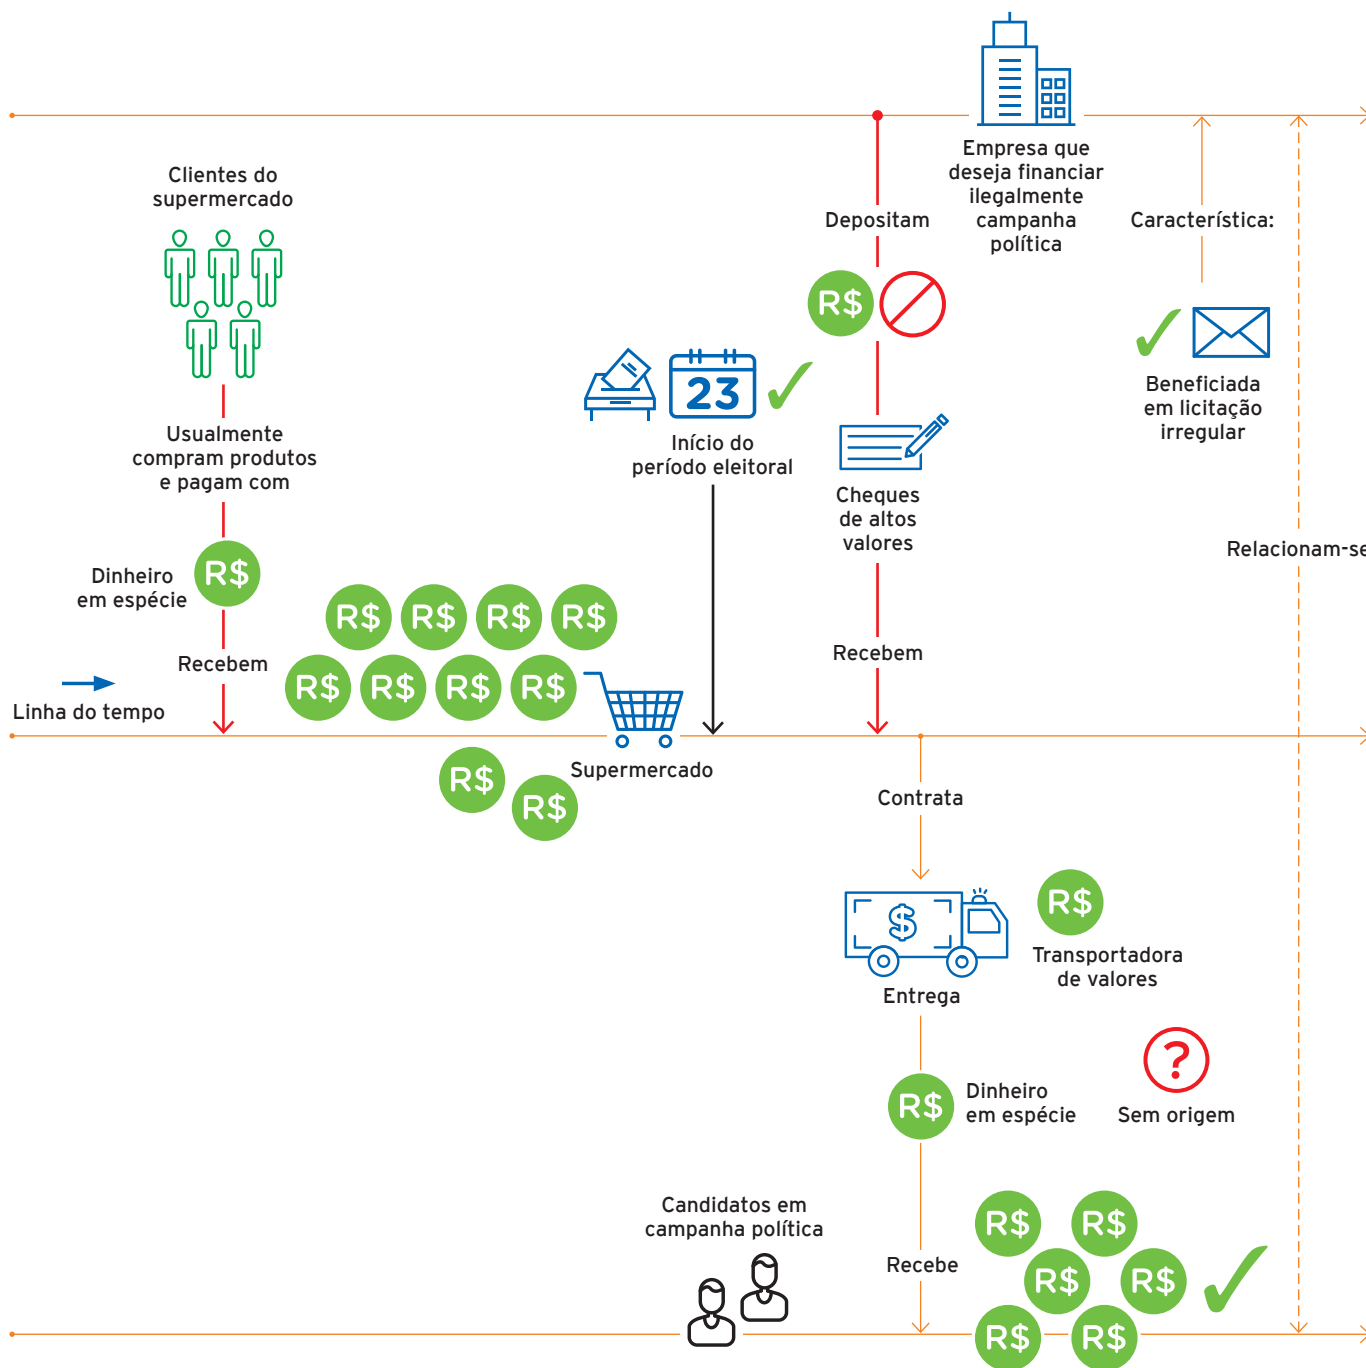 Empresa que
deseja financiar
ilegalmente
campanha
política
Clientes do
supermercado
Depositam
Característica:
R$
23
Beneficiada
em licitação
irregular
Usualmente
compram produtos
e pagam com
Início do
período eleitoral
Cheques
de altos
valores
Relacionam-se
R$
Dinheiro
em espécie
R$
R$
R$
R$
Recebem
Recebem
R$
R$
R$
R$
Linha do tempo
R$
R$
Supermercado
Contrata
$
R$
Transportadora
de valores
Entrega
?
R$
Dinheiro
em espécie
Sem origem
Candidatos em
campanha política
R$
R$
Recebe
R$
R$
R$
R$